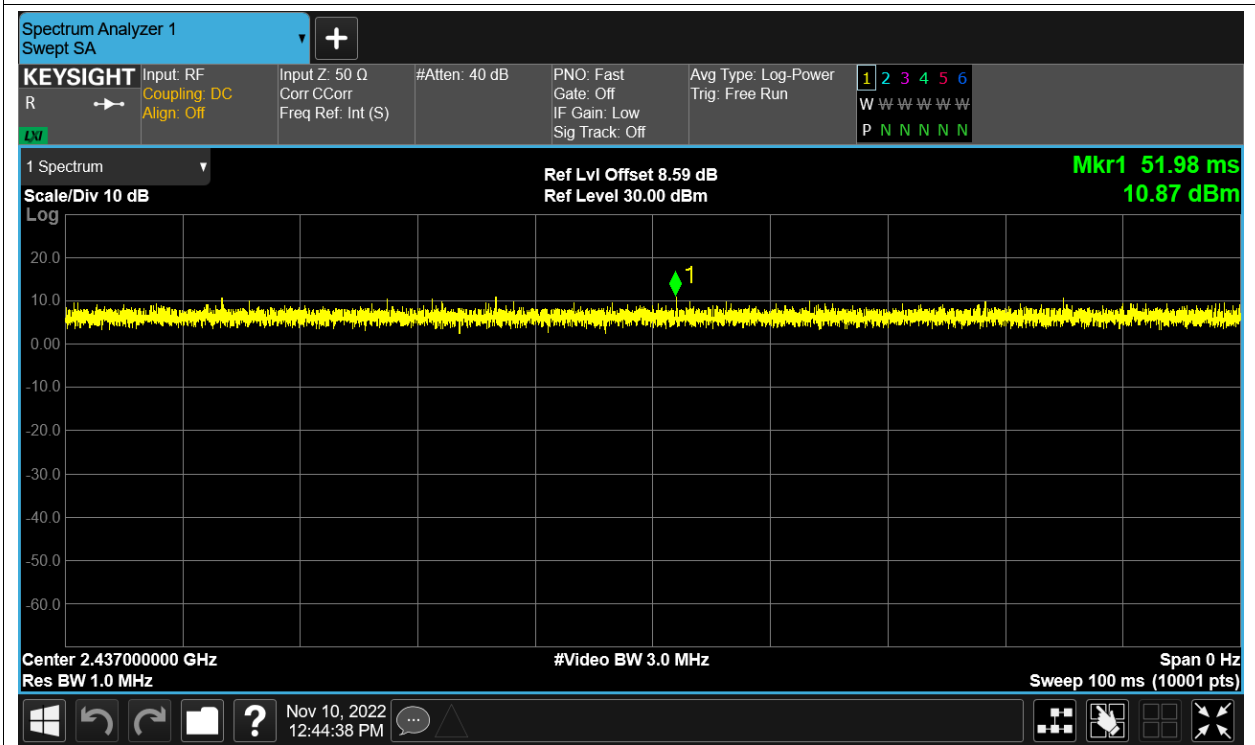 Spectrum Analyzer 1
Swept SA
KEYSIGHT
R
LXI
Input: RF
Coupling: DC
Align: Off
Input Z: 50 Ω
Corr CCorr
Freq Ref: Int (S)
#Atten: 40 dB
PNO: Fast
Gate: Off
IF Gain: Low
Sig Track: Off
Avg Type: Log-Power
Trig: Free Run
1 2 3 4 5 6
W W W W W W
P N N N N N
1 Spectrum
Scale/Div 10 dB
Log
Ref Lvl Offset 8.59 dB
Ref Level 30.00 dBm
Mkr1 51.98 ms
10.87 dBm
1
20.0
10.0
0.00
-10.0
-20.0
-30.0
-40.0
-50.0
-60.0
Center 2.437000000 GHz
Res BW 1.0 MHz
#Video BW 3.0 MHz
Span 0 Hz
Sweep 100 ms (10001 pts)
?
Nov 10, 2022
12:44:38 PM